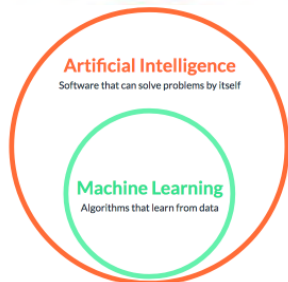 Artificial Intelligence
Software that can solve problems by itself
Machine Learning
Algorithms that learn from data